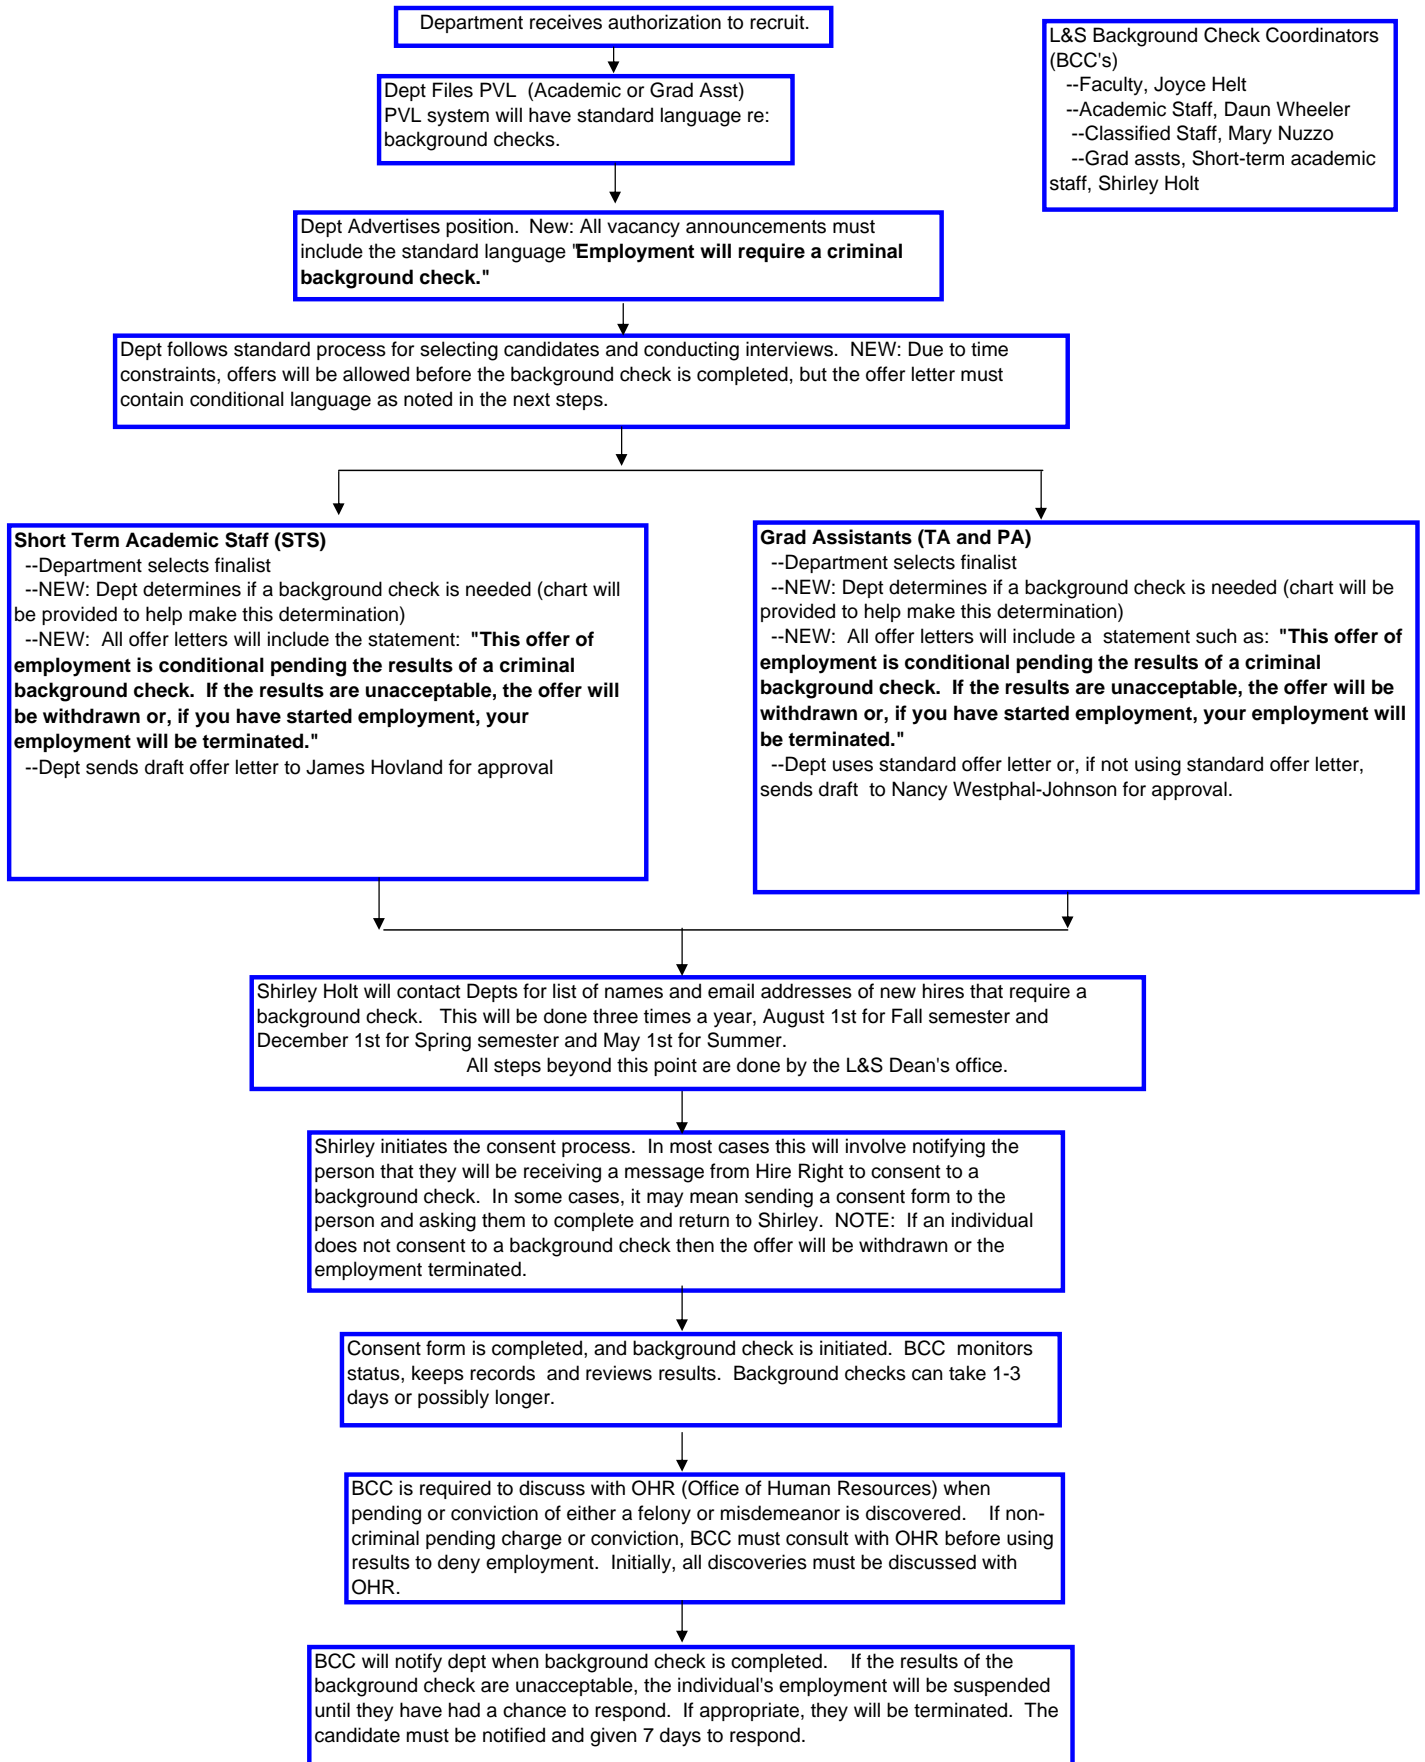 Department receives authorization to recruit.
L&S Background Check Coordinators
(BCC's)
--Faculty, Joyce Helt
--Academic Staff, Daun Wheeler
--Classified Staff, Mary Nuzzo
--Grad assts, Short-term academic
staff, Shirley Holt
Dept Files PVL  (Academic or Grad Asst)
PVL system will have standard language re:
background checks.
Dept Advertises position.  New: All vacancy announcements must
include the standard language "Employment will require a criminal
background check."
Dept follows standard process for selecting candidates and conducting interviews.  NEW: Due to time
constraints, offers will be allowed before the background check is completed, but the offer letter must
contain conditional language as noted in the next steps.
Short Term Academic Staff (STS)
--Department selects finalist
--NEW: Dept determines if a background check is needed (chart will
be provided to help make this determination)
--NEW:  All offer letters will include the statement:  "This offer of
employment is conditional pending the results of a criminal
background check.  If the results are unacceptable, the offer will
be withdrawn or, if you have started employment, your
employment will be terminated."
--Dept sends draft offer letter to James Hovland for approval
Grad Assistants (TA and PA)
--Department selects finalist
--NEW: Dept determines if a background check is needed (chart will be
provided to help make this determination)
--NEW:  All offer letters will include a  statement such as:  "This offer of
employment is conditional pending the results of a criminal
background check.  If the results are unacceptable, the offer will be
withdrawn or, if you have started employment, your employment will
be terminated."
--Dept uses standard offer letter or, if not using standard offer letter,
sends draft  to Nancy Westphal-Johnson for approval.
Shirley Holt will contact Depts for list of names and email addresses of new hires that require a
background check.   This will be done three times a year, August 1st for Fall semester and
December 1st for Spring semester and May 1st for Summer.
All steps beyond this point are done by the L&S Dean's office.
Shirley initiates the consent process.  In most cases this will involve notifying the
person that they will be receiving a message from Hire Right to consent to a
background check.  In some cases, it may mean sending a consent form to the
person and asking them to complete and return to Shirley.  NOTE:  If an individual
does not consent to a background check then the offer will be withdrawn or the
employment terminated.
Consent form is completed, and background check is initiated.  BCC  monitors
status, keeps records  and reviews results.  Background checks can take 1-3
days or possibly longer.
BCC is required to discuss with OHR (Office of Human Resources) when
pending or conviction of either a felony or misdemeanor is discovered.    If non-
criminal pending charge or conviction, BCC must consult with OHR before using
results to deny employment.  Initially, all discoveries must be discussed with
OHR.
BCC will notify dept when background check is completed.    If the results of the
background check are unacceptable, the individual's employment will be suspended
until they have had a chance to respond.  If appropriate, they will be terminated.  The
candidate must be notified and given 7 days to respond.